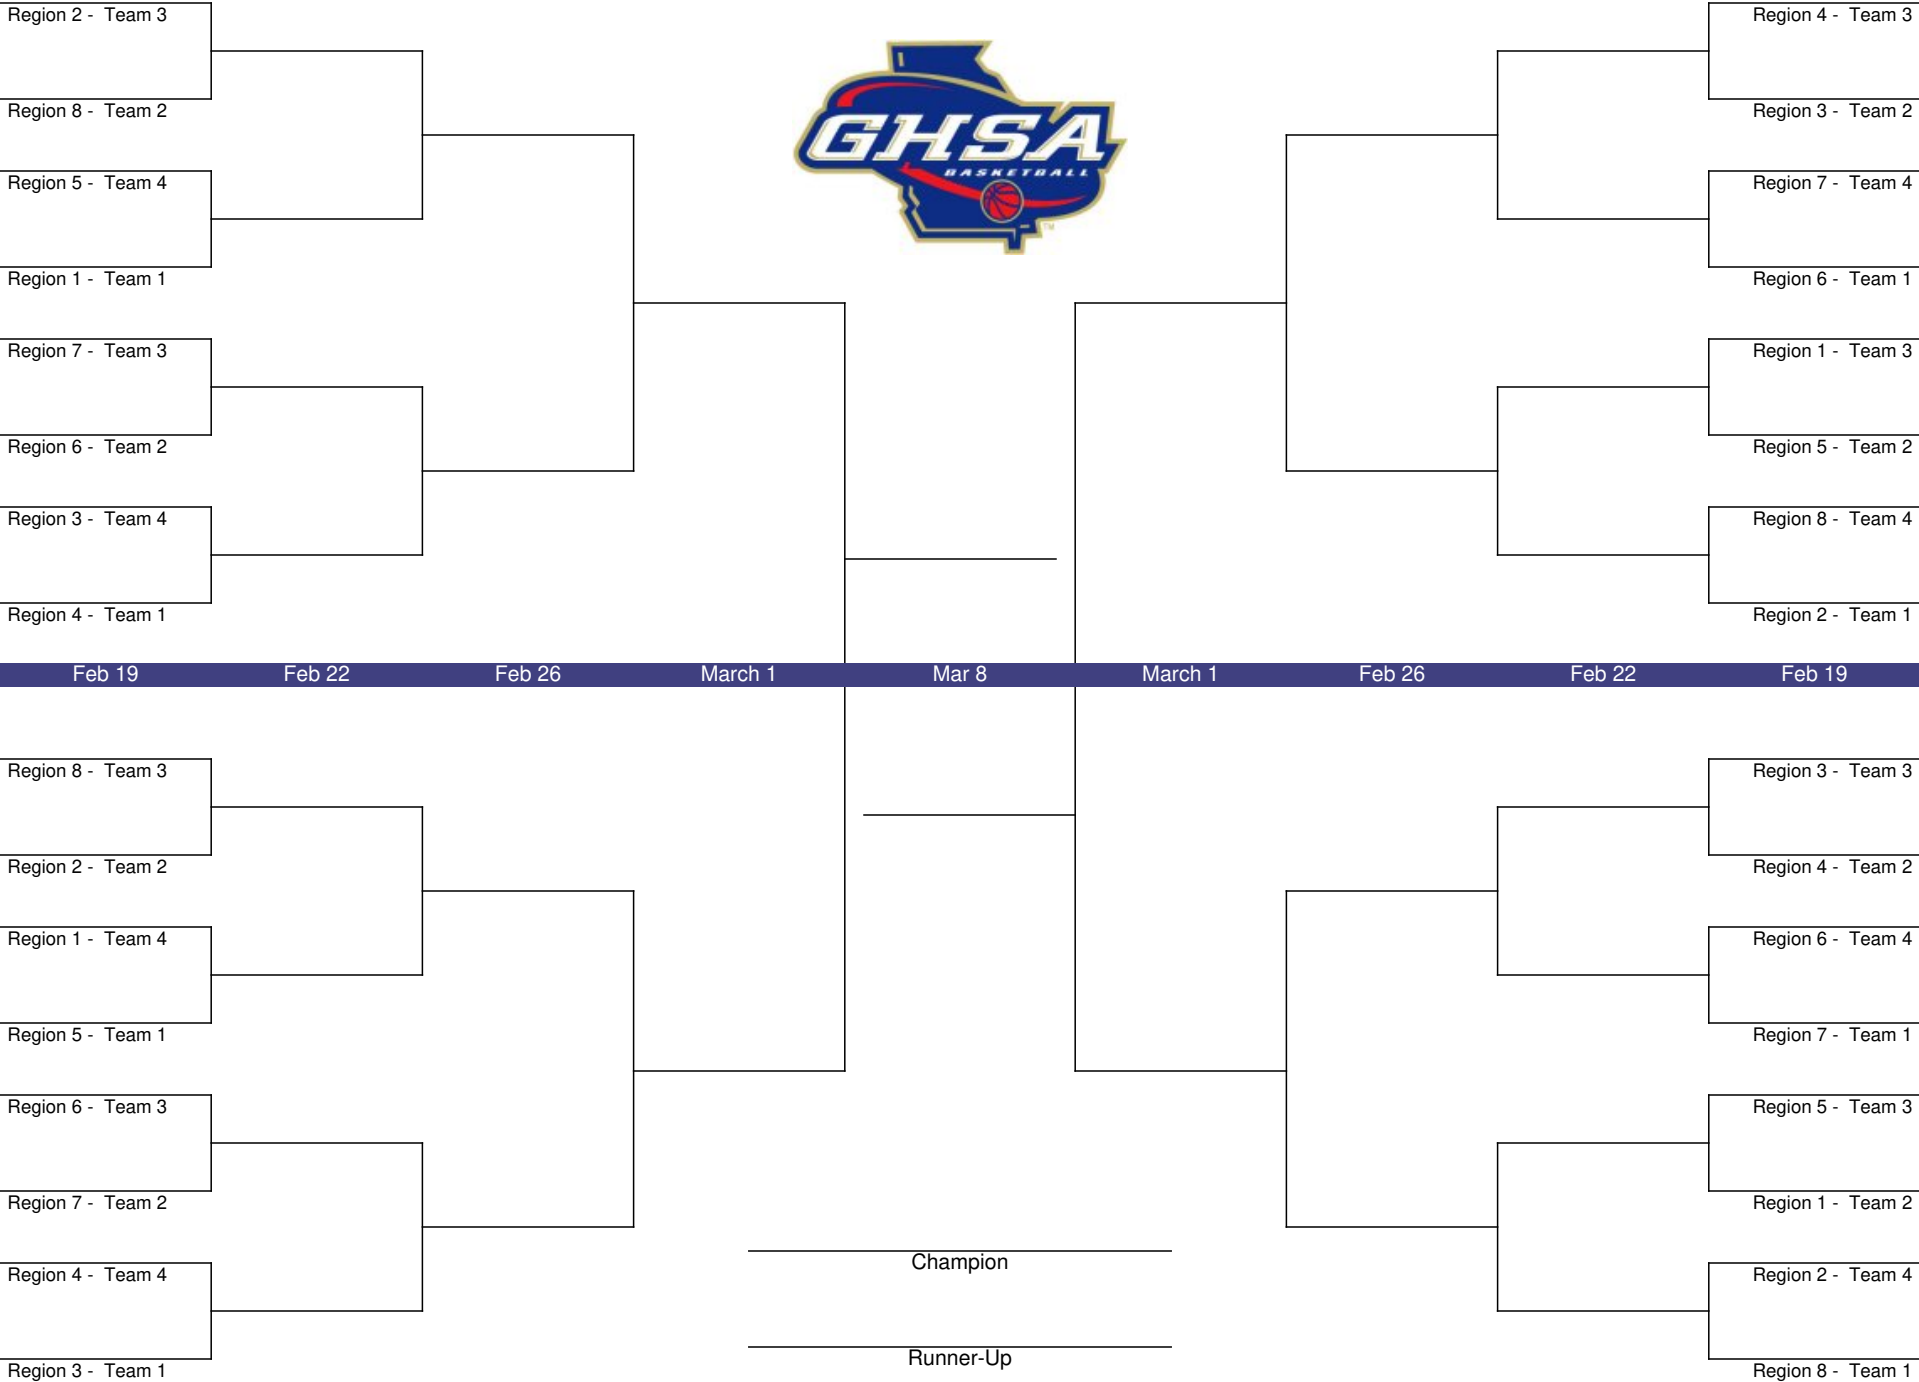 Region 2 - Team 3
Region 4 - Team 3
Region 8 - Team 2
Region 3 - Team 2
GHSA
BASKETBALL
TM
Region 5 - Team 4
Region 7 - Team 4
Region 1 - Team 1
Region 6 - Team 1
Region 7 - Team 3
Region 1 - Team 3
Region 6 - Team 2
Region 5 - Team 2
Region 3 - Team 4
Region 8 - Team 4
Region 4 - Team 1
Region 2 - Team 1
Feb 19 Feb 22 Feb 26 March 1 Mar 8 March 1 Feb 26 Feb 22 Feb 19
Region 8 - Team 3
Region 3 - Team 3
Region 2 - Team 2
Region 4 - Team 2
Region 1 - Team 4
Region 6 - Team 4
Region 5 - Team 1
Region 7 - Team 1
Region 6 - Team 3
Region 5 - Team 3
Region 7 - Team 2
Region 1 - Team 2
Champion
Region 4 - Team 4
Region 2 - Team 4
Runner-Up
Region 3 - Team 1
Region 8 - Team 1